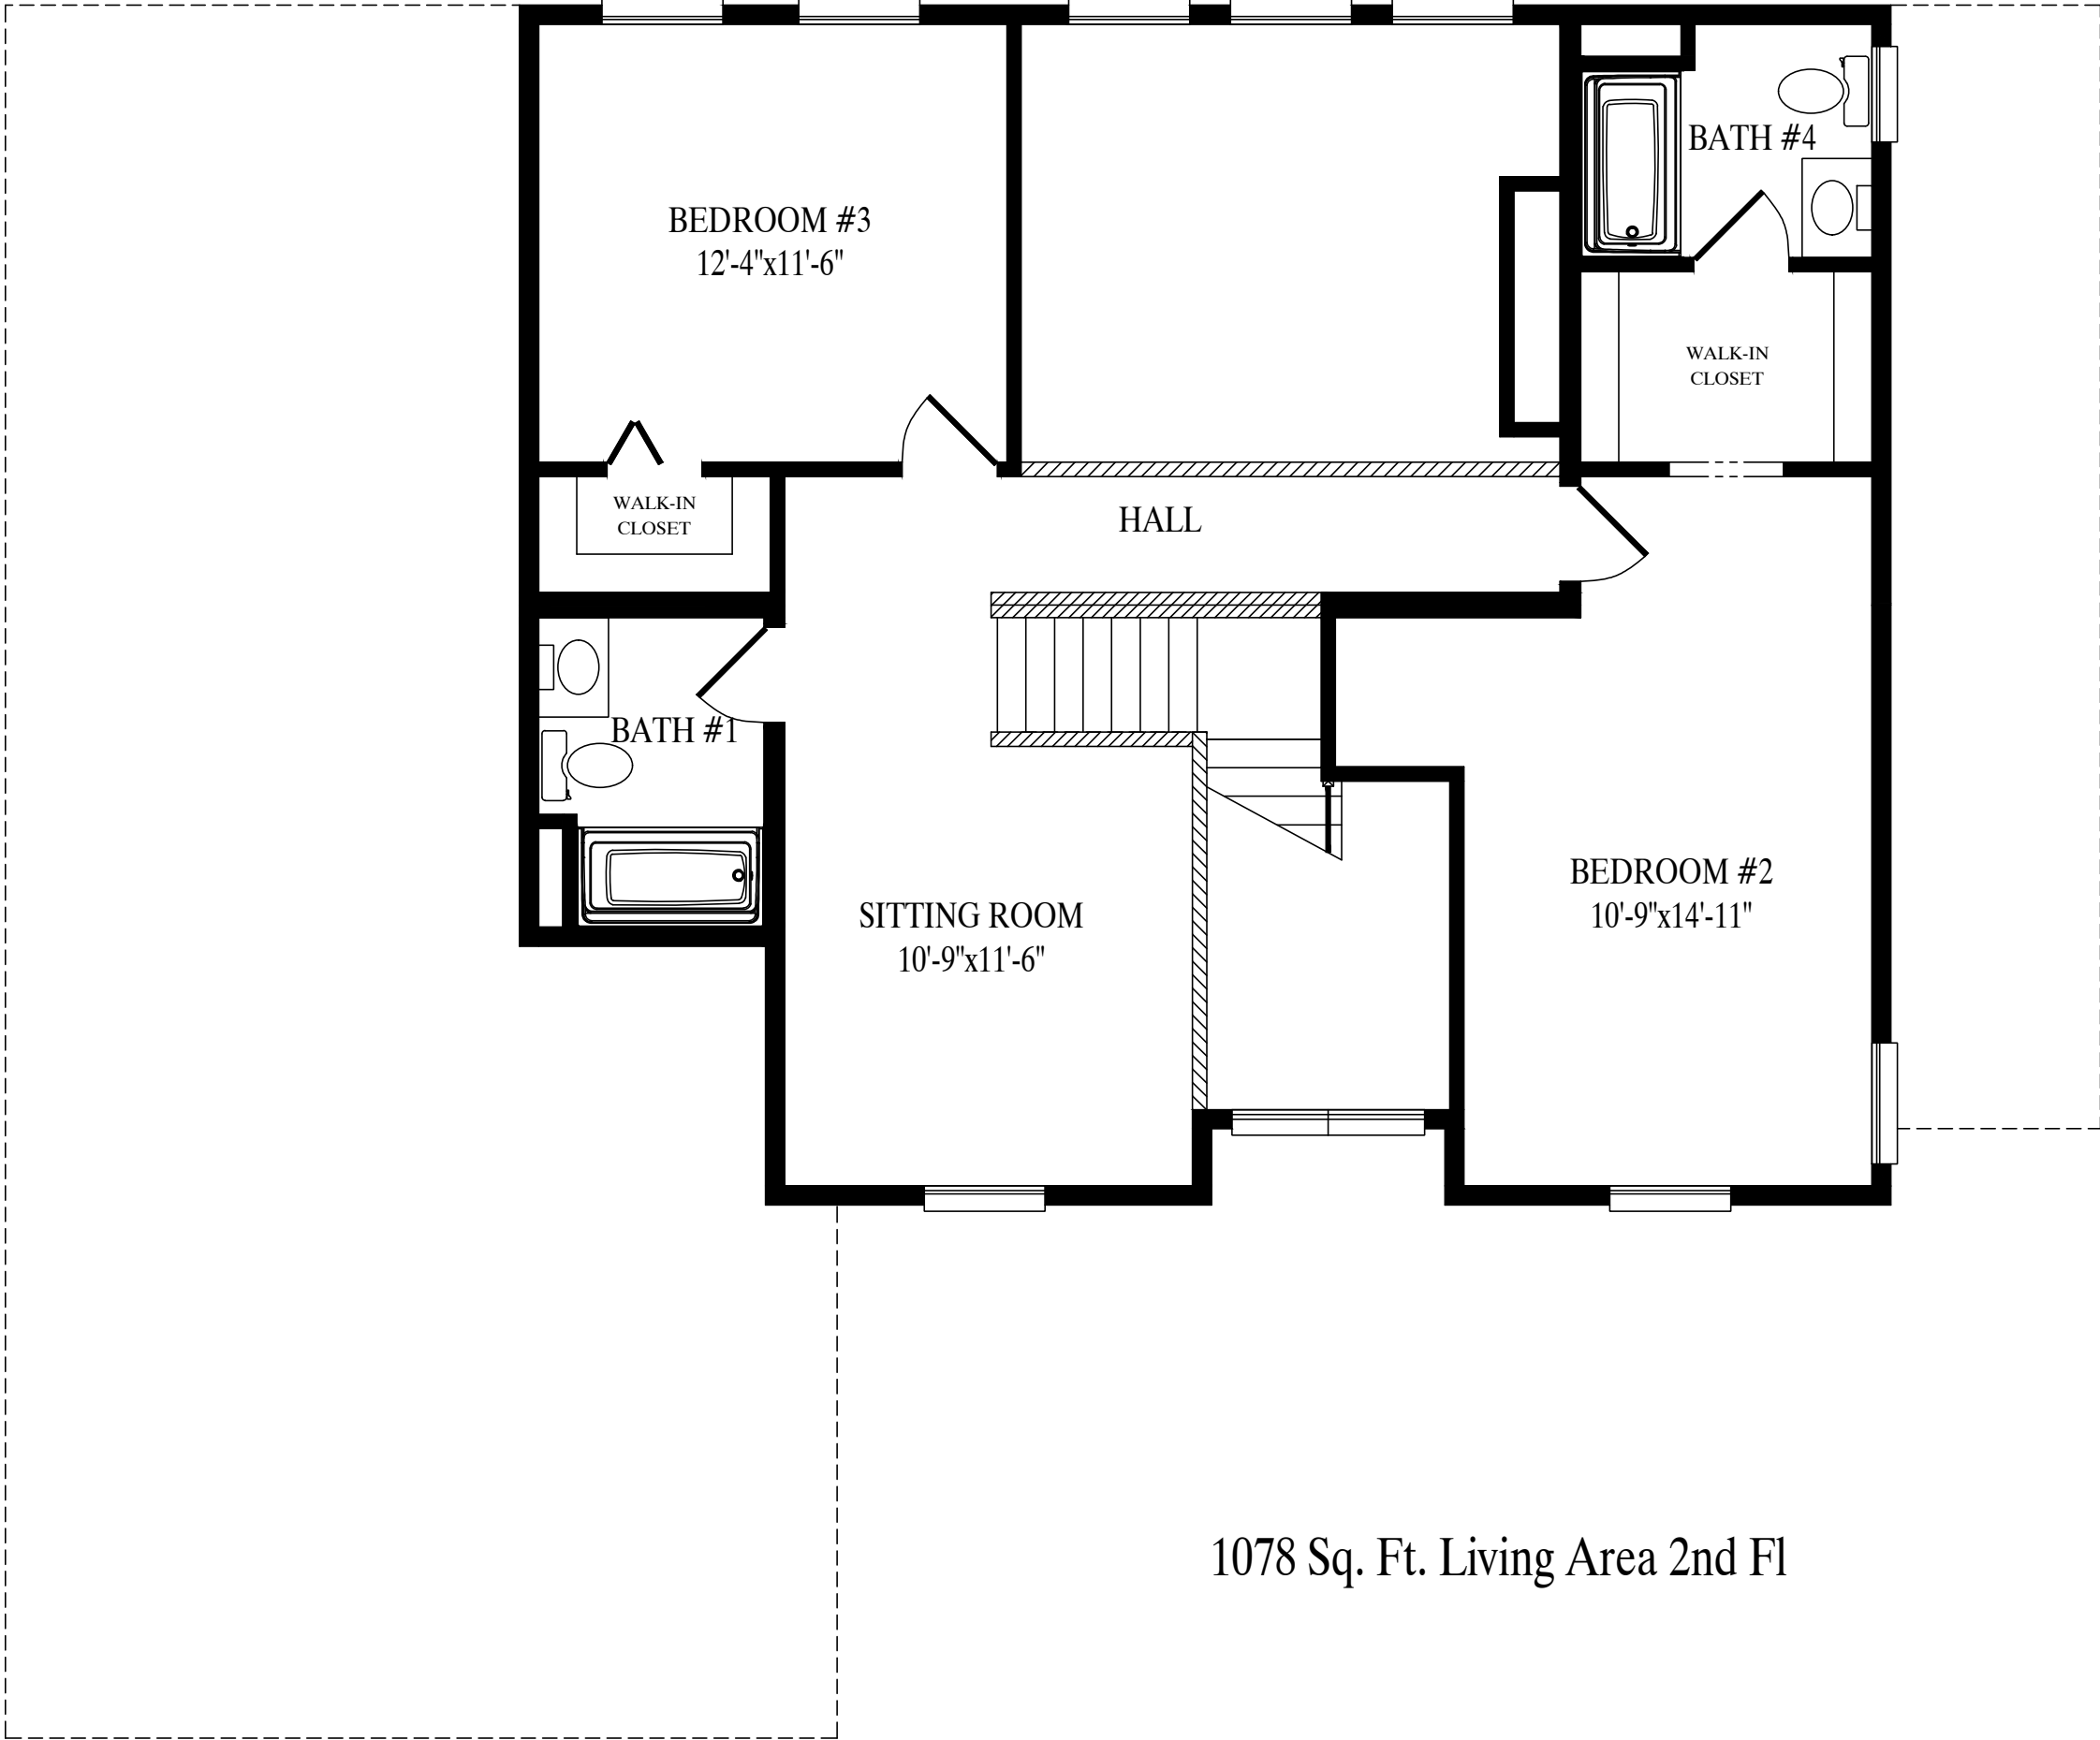 BATH #4
BEDROOM #3
12'-4"x11'-6"
WALK-IN
CLOSET
WALK-IN
CLOSET
HALL
BATH #1
BEDROOM #2
10'-9"x14'-11"
SITTING ROOM
10'-9"x11'-6"
1078 Sq. Ft. Living Area 2nd Fl